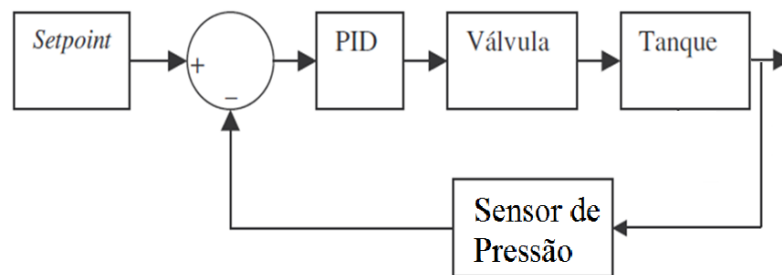 Setpoint
PID
Válvula
Tanque
+
−
Sensor de
Pressão